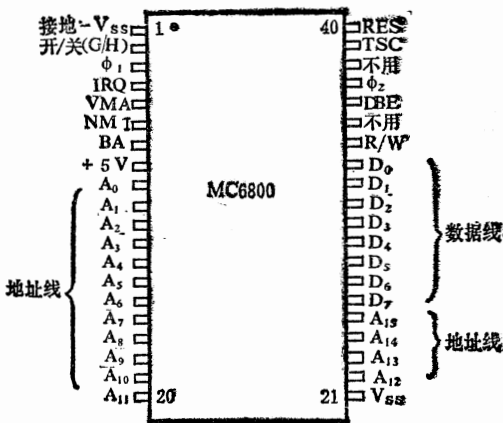 接地-Vss 1 40 RES
开/关(G/H) TSC
φ₁ 不用
IRQ φ₂
VMA DBE
NMI 不用
BA R/W
+5V D₀
A₀ MC6800 D₁
A₁ D₂
A₂ D₃ 数据线
A₃ D₄
A₄ D₅
地址线 A₅ D₆
A₆ D₇
A₇ A₁₅
A₈ A₁₄ 地址线
A₉ A₁₃
A₁₀ A₁₂
A₁₁ 20 21 Vss